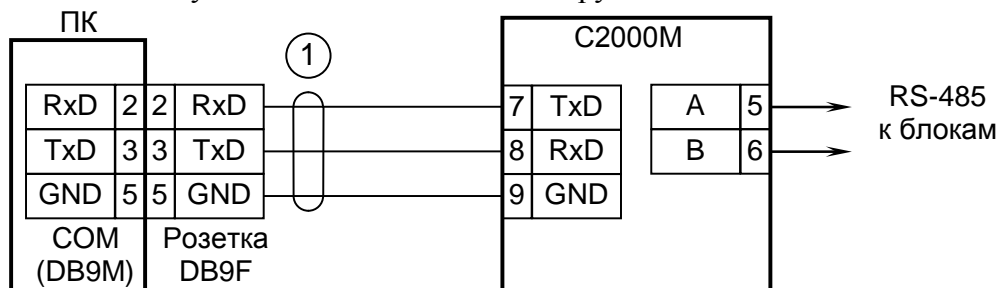 ПК
1
С2000М
RxD 2 2 RxD 7 TxD A 5 RS-485
TxD 3 3 TxD 8 RxD B 6 к блокам
GND 5 5 GND 9 GND
COM Розетка
(DB9M) DB9F